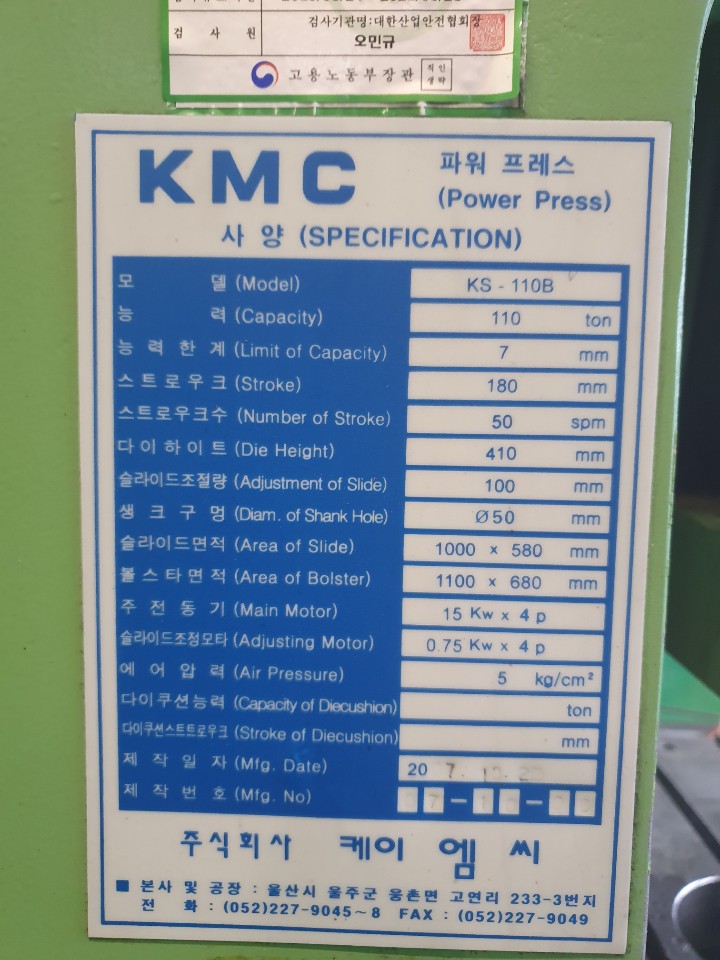 검사기관명:대한산업안전협회장
검 사 원 오민규
고용노동부장관 직인생략
KMC 파워 프레스
(Power Press)
사 양 (SPECIFICATION)
모 델 (Model) KS - 110B
능 력 (Capacity) 110 ton
능 력 한 계 (Limit of Capacity) 7 mm
스 트 로 우 크 (Stroke) 180 mm
스트로우크수 (Number of Stroke) 50 spm
다 이 하 이 트 (Die Height) 410 mm
슬라이드조절량 (Adjustment of Slide) 100 mm
생 크 구 멍 (Diam. of Shank Hole) Ø50 mm
슬라이드면적 (Area of Slide) 1000 × 580 mm
볼 스 타 면 적 (Area of Bolster) 1100 × 680 mm
주 전 동 기 (Main Motor) 15 Kw × 4 p
슬라이드조정모타 (Adjusting Motor) 0.75 Kw × 4 p
에 어 압 력 (Air Pressure) 5 kg/cm²
다이쿠션능력 (Capacity of Diecushion) ton
다이쿠션스트트로우크 (Stroke of Diecushion) mm
제 작 일 자 (Mfg. Date) 20
제 작 번 호 (Mfg. No)
주식회사 케이 엠 씨
■ 본사 및 공장 : 울산시 울주군 웅촌면 고연리 233-3번지
전 화 : (052)227-9045~8 FAX : (052)227-9049